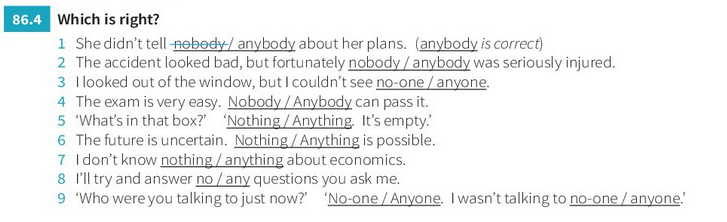 86.4 Which is right?
1 She didn't tell nobody / anybody about her plans. (anybody is correct)
2 The accident looked bad, but fortunately nobody / anybody was seriously injured.
3 I looked out of the window, but I couldn't see no-one / anyone.
4 The exam is very easy. Nobody / Anybody can pass it.
5 ‘What's in that box?’ ‘Nothing / Anything. It's empty.’
6 The future is uncertain. Nothing / Anything is possible.
7 I don't know nothing / anything about economics.
8 I'll try and answer no / any questions you ask me.
9 ‘Who were you talking to just now?’ ‘No-one / Anyone. I wasn't talking to no-one / anyone.’